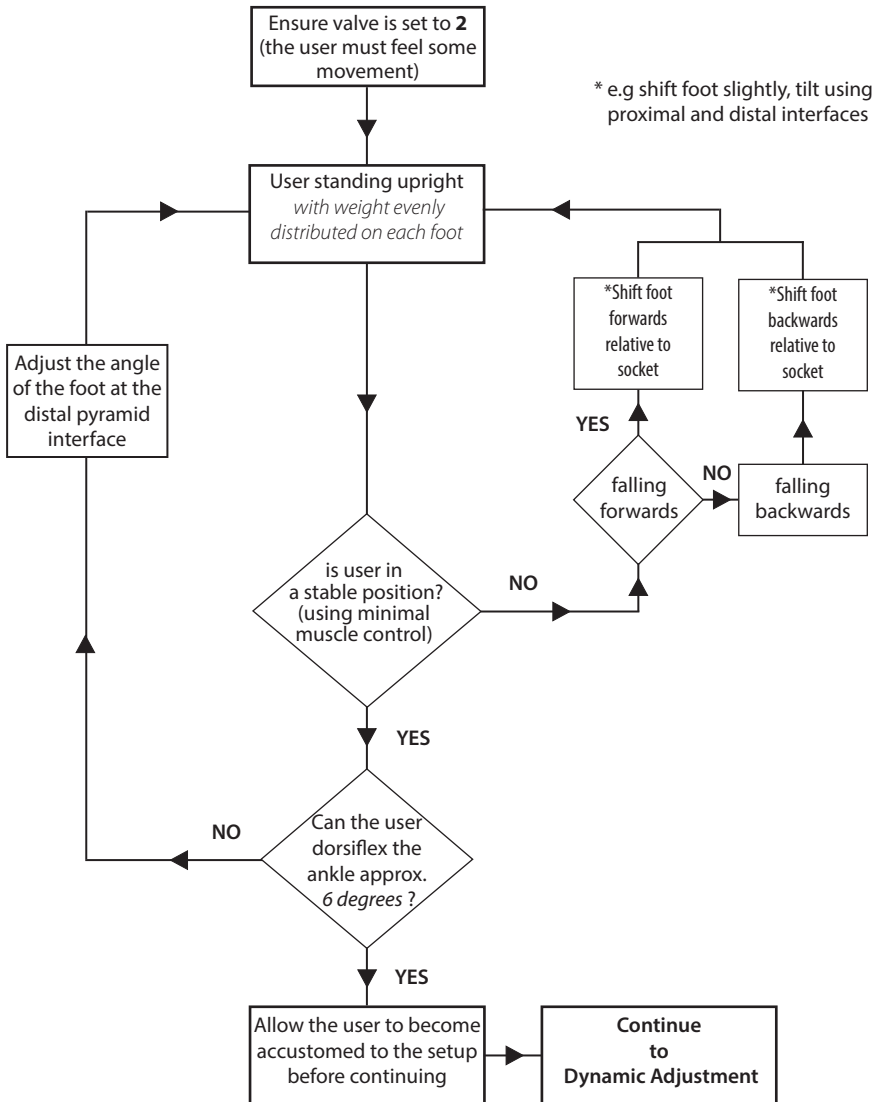 Ensure valve is set to 2
(the user must feel some
movement)
* e.g shift foot slightly, tilt using
proximal and distal interfaces
User standing upright
with weight evenly
distributed on each foot
*Shift foot
forwards
relative to
socket
*Shift foot
backwards
relative to
socket
Adjust the angle
of the foot at the
distal pyramid
interface
YES
falling
forwards
NO
falling
backwards
is user in
a stable position?
(using minimal
muscle control)
NO
YES
NO
Can the user
dorsiflex the
ankle approx.
6 degrees ?
YES
Allow the user to become
accustomed to the setup
before continuing
Continue
to
Dynamic Adjustment